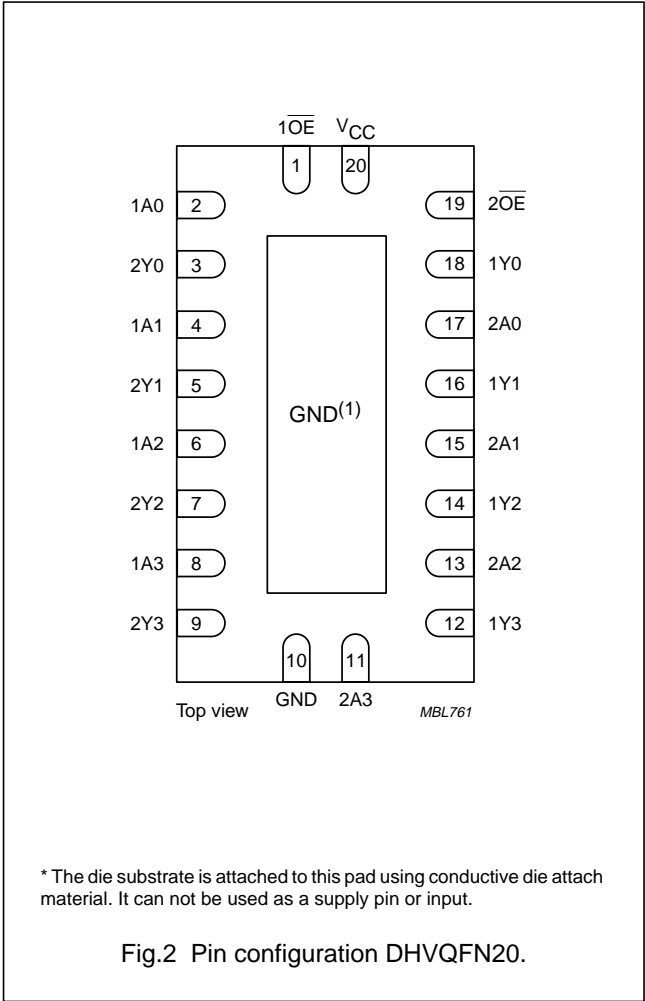 1O̅E̅ VCC
1 20
1A0 2 19 2O̅E̅
2Y0 3 18 1Y0
1A1 4 17 2A0
2Y1 5 16 1Y1
GND(1)
1A2 6 15 2A1
2Y2 7 14 1Y2
1A3 8 13 2A2
2Y3 9 12 1Y3
10 11
Top view GND 2A3 MBL761
* The die substrate is attached to this pad using conductive die attach
material. It can not be used as a supply pin or input.
Fig.2 Pin configuration DHVQFN20.